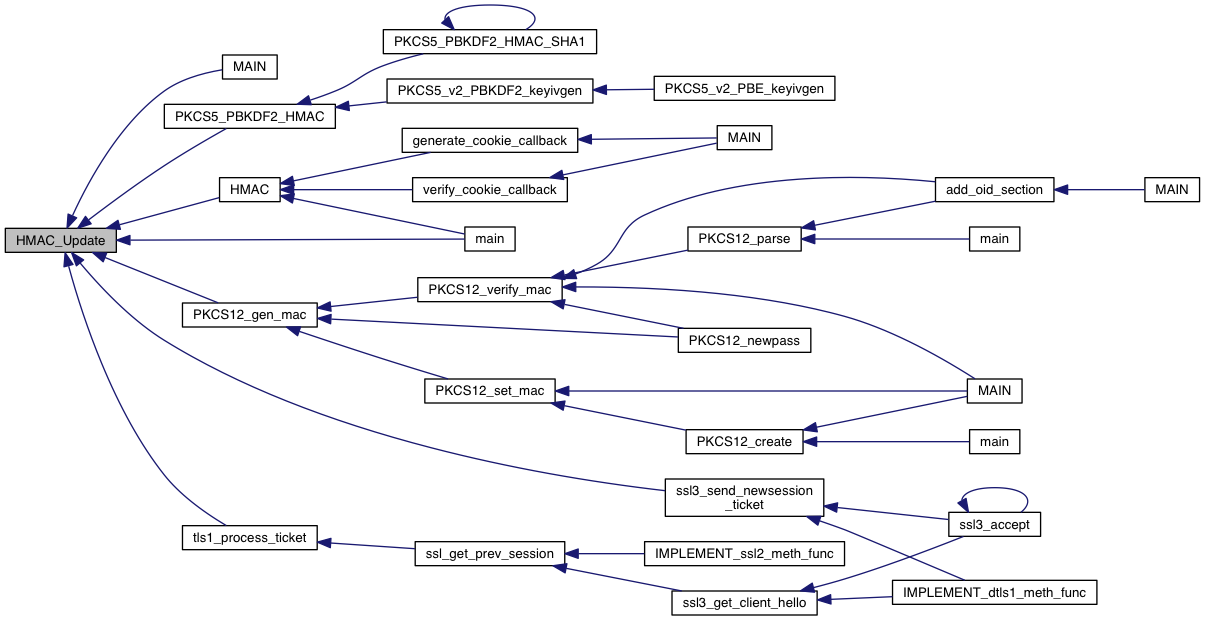 PKCS5_PBKDF2_HMAC_SHA1
MAIN
PKCS5_v2_PBKDF2_keyivgen
PKCS5_v2_PBE_keyivgen
PKCS5_PBKDF2_HMAC
generate_cookie_callback
MAIN
HMAC
verify_cookie_callback
add_oid_section
MAIN
HMAC_Update
main
PKCS12_parse
main
PKCS12_verify_mac
PKCS12_gen_mac
PKCS12_newpass
PKCS12_set_mac
MAIN
PKCS12_create
main
ssl3_send_newsession
_ticket
ssl3_accept
tls1_process_ticket
ssl_get_prev_session
IMPLEMENT_ssl2_meth_func
IMPLEMENT_dtls1_meth_func
ssl3_get_client_hello